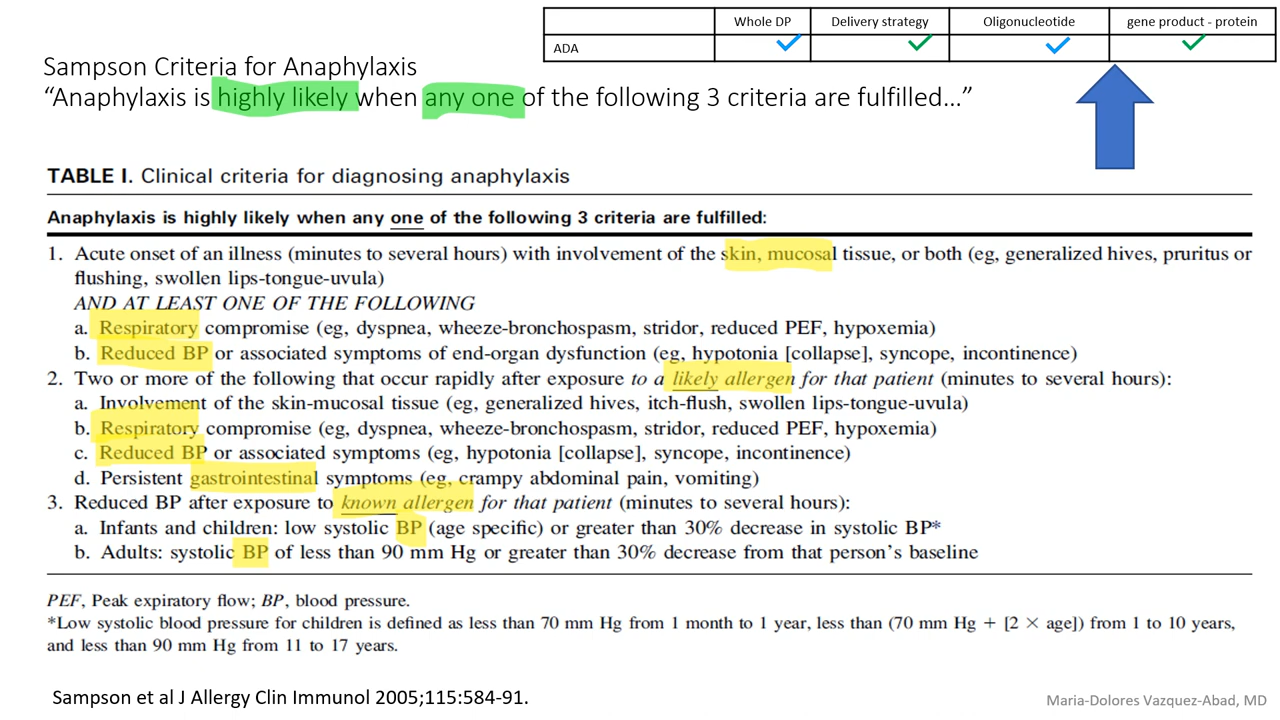 Whole DP Delivery strategy Oligonucleotide gene product - protein
ADA
Sampson Criteria for Anaphylaxis
“Anaphylaxis is highly likely when any one of the following 3 criteria are fulfilled...”
TABLE I. Clinical criteria for diagnosing anaphylaxis
Anaphylaxis is highly likely when any one of the following 3 criteria are fulfilled:
1. Acute onset of an illness (minutes to several hours) with involvement of the skin, mucosal tissue, or both (eg, generalized hives, pruritus or
flushing, swollen lips-tongue-uvula)
AND AT LEAST ONE OF THE FOLLOWING
a. Respiratory compromise (eg, dyspnea, wheeze-bronchospasm, stridor, reduced PEF, hypoxemia)
b. Reduced BP or associated symptoms of end-organ dysfunction (eg, hypotonia [collapse], syncope, incontinence)
2. Two or more of the following that occur rapidly after exposure to a likely allergen for that patient (minutes to several hours):
a. Involvement of the skin-mucosal tissue (eg, generalized hives, itch-flush, swollen lips-tongue-uvula)
b. Respiratory compromise (eg, dyspnea, wheeze-bronchospasm, stridor, reduced PEF, hypoxemia)
c. Reduced BP or associated symptoms (eg, hypotonia [collapse], syncope, incontinence)
d. Persistent gastrointestinal symptoms (eg, crampy abdominal pain, vomiting)
3. Reduced BP after exposure to known allergen for that patient (minutes to several hours):
a. Infants and children: low systolic BP (age specific) or greater than 30% decrease in systolic BP*
b. Adults: systolic BP of less than 90 mm Hg or greater than 30% decrease from that person’s baseline
PEF, Peak expiratory flow; BP, blood pressure.
*Low systolic blood pressure for children is defined as less than 70 mm Hg from 1 month to 1 year, less than (70 mm Hg + [2 × age]) from 1 to 10 years,
and less than 90 mm Hg from 11 to 17 years.
Sampson et al J Allergy Clin Immunol 2005;115:584-91.
Maria-Dolores Vazquez-Abad, MD